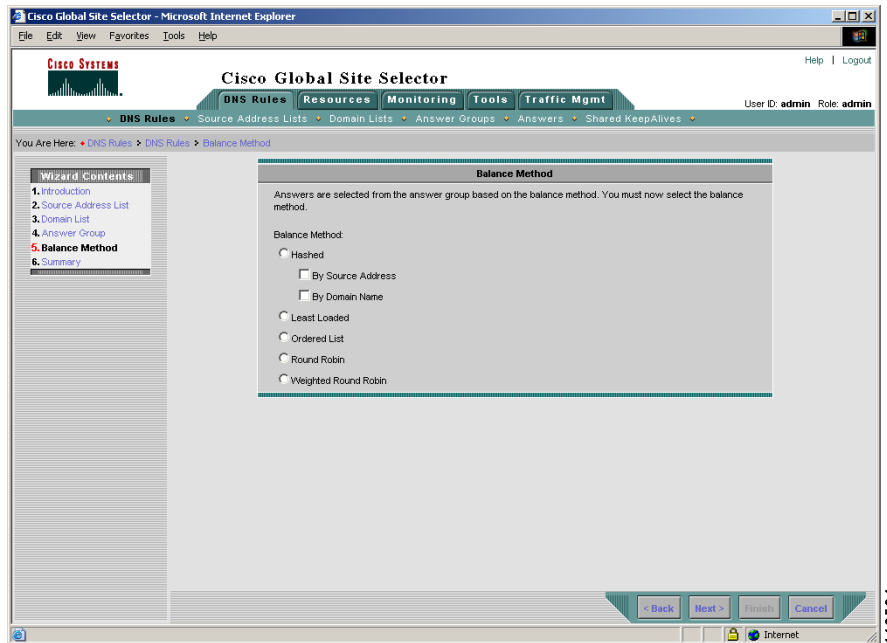 Cisco Global Site Selector - Microsoft Internet Explorer
File Edit View Favorites Tools Help
CISCO SYSTEMS
Cisco Global Site Selector
Help | Logout
DNS Rules Resources Monitoring Tools Traffic Mgmt
User ID: admin Role: admin
DNS Rules Source Address Lists Domain Lists Answer Groups Answers Shared KeepAlives
You Are Here: DNS Rules DNS Rules Balance Method
Wizard Contents
1. Introduction
2. Source Address List
3. Domain List
4. Answer Group
5. Balance Method
6. Summary
Balance Method
Answers are selected from the answer group based on the balance method. You must now select the balance
method.
Balance Method:
Hashed
By Source Address
By Domain Name
Least Loaded
Ordered List
Round Robin
Weighted Round Robin
< Back Next > Finish Cancel
Internet